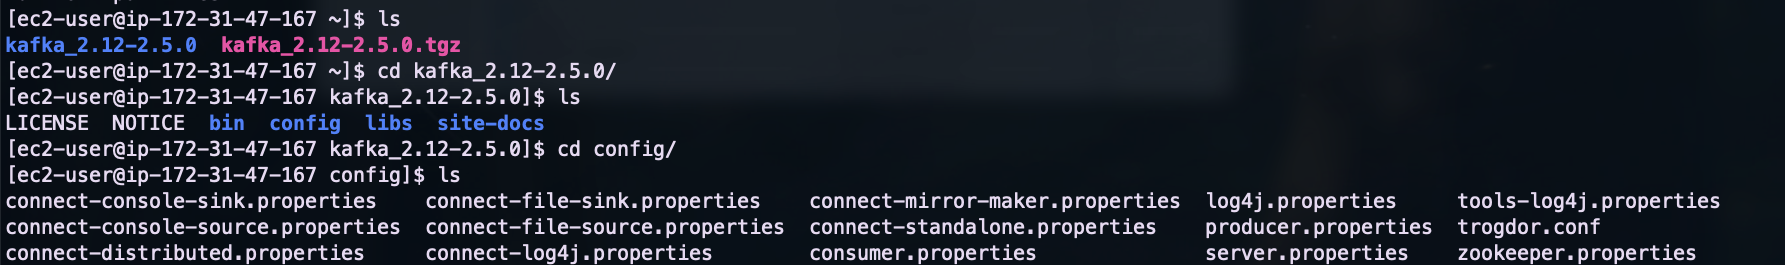 [ec2-user@ip-172-31-47-167 ~]$ ls
kafka_2.12-2.5.0  kafka_2.12-2.5.0.tgz
[ec2-user@ip-172-31-47-167 ~]$ cd kafka_2.12-2.5.0/
[ec2-user@ip-172-31-47-167 kafka_2.12-2.5.0]$ ls
LICENSE  NOTICE  bin  config  libs  site-docs
[ec2-user@ip-172-31-47-167 kafka_2.12-2.5.0]$ cd config/
[ec2-user@ip-172-31-47-167 config]$ ls
connect-console-sink.properties    connect-file-sink.properties    connect-mirror-maker.properties  log4j.properties     tools-log4j.properties
connect-console-source.properties  connect-file-source.properties  connect-standalone.properties    producer.properties  trogdor.conf
connect-distributed.properties     connect-log4j.properties        consumer.properties              server.properties    zookeeper.properties